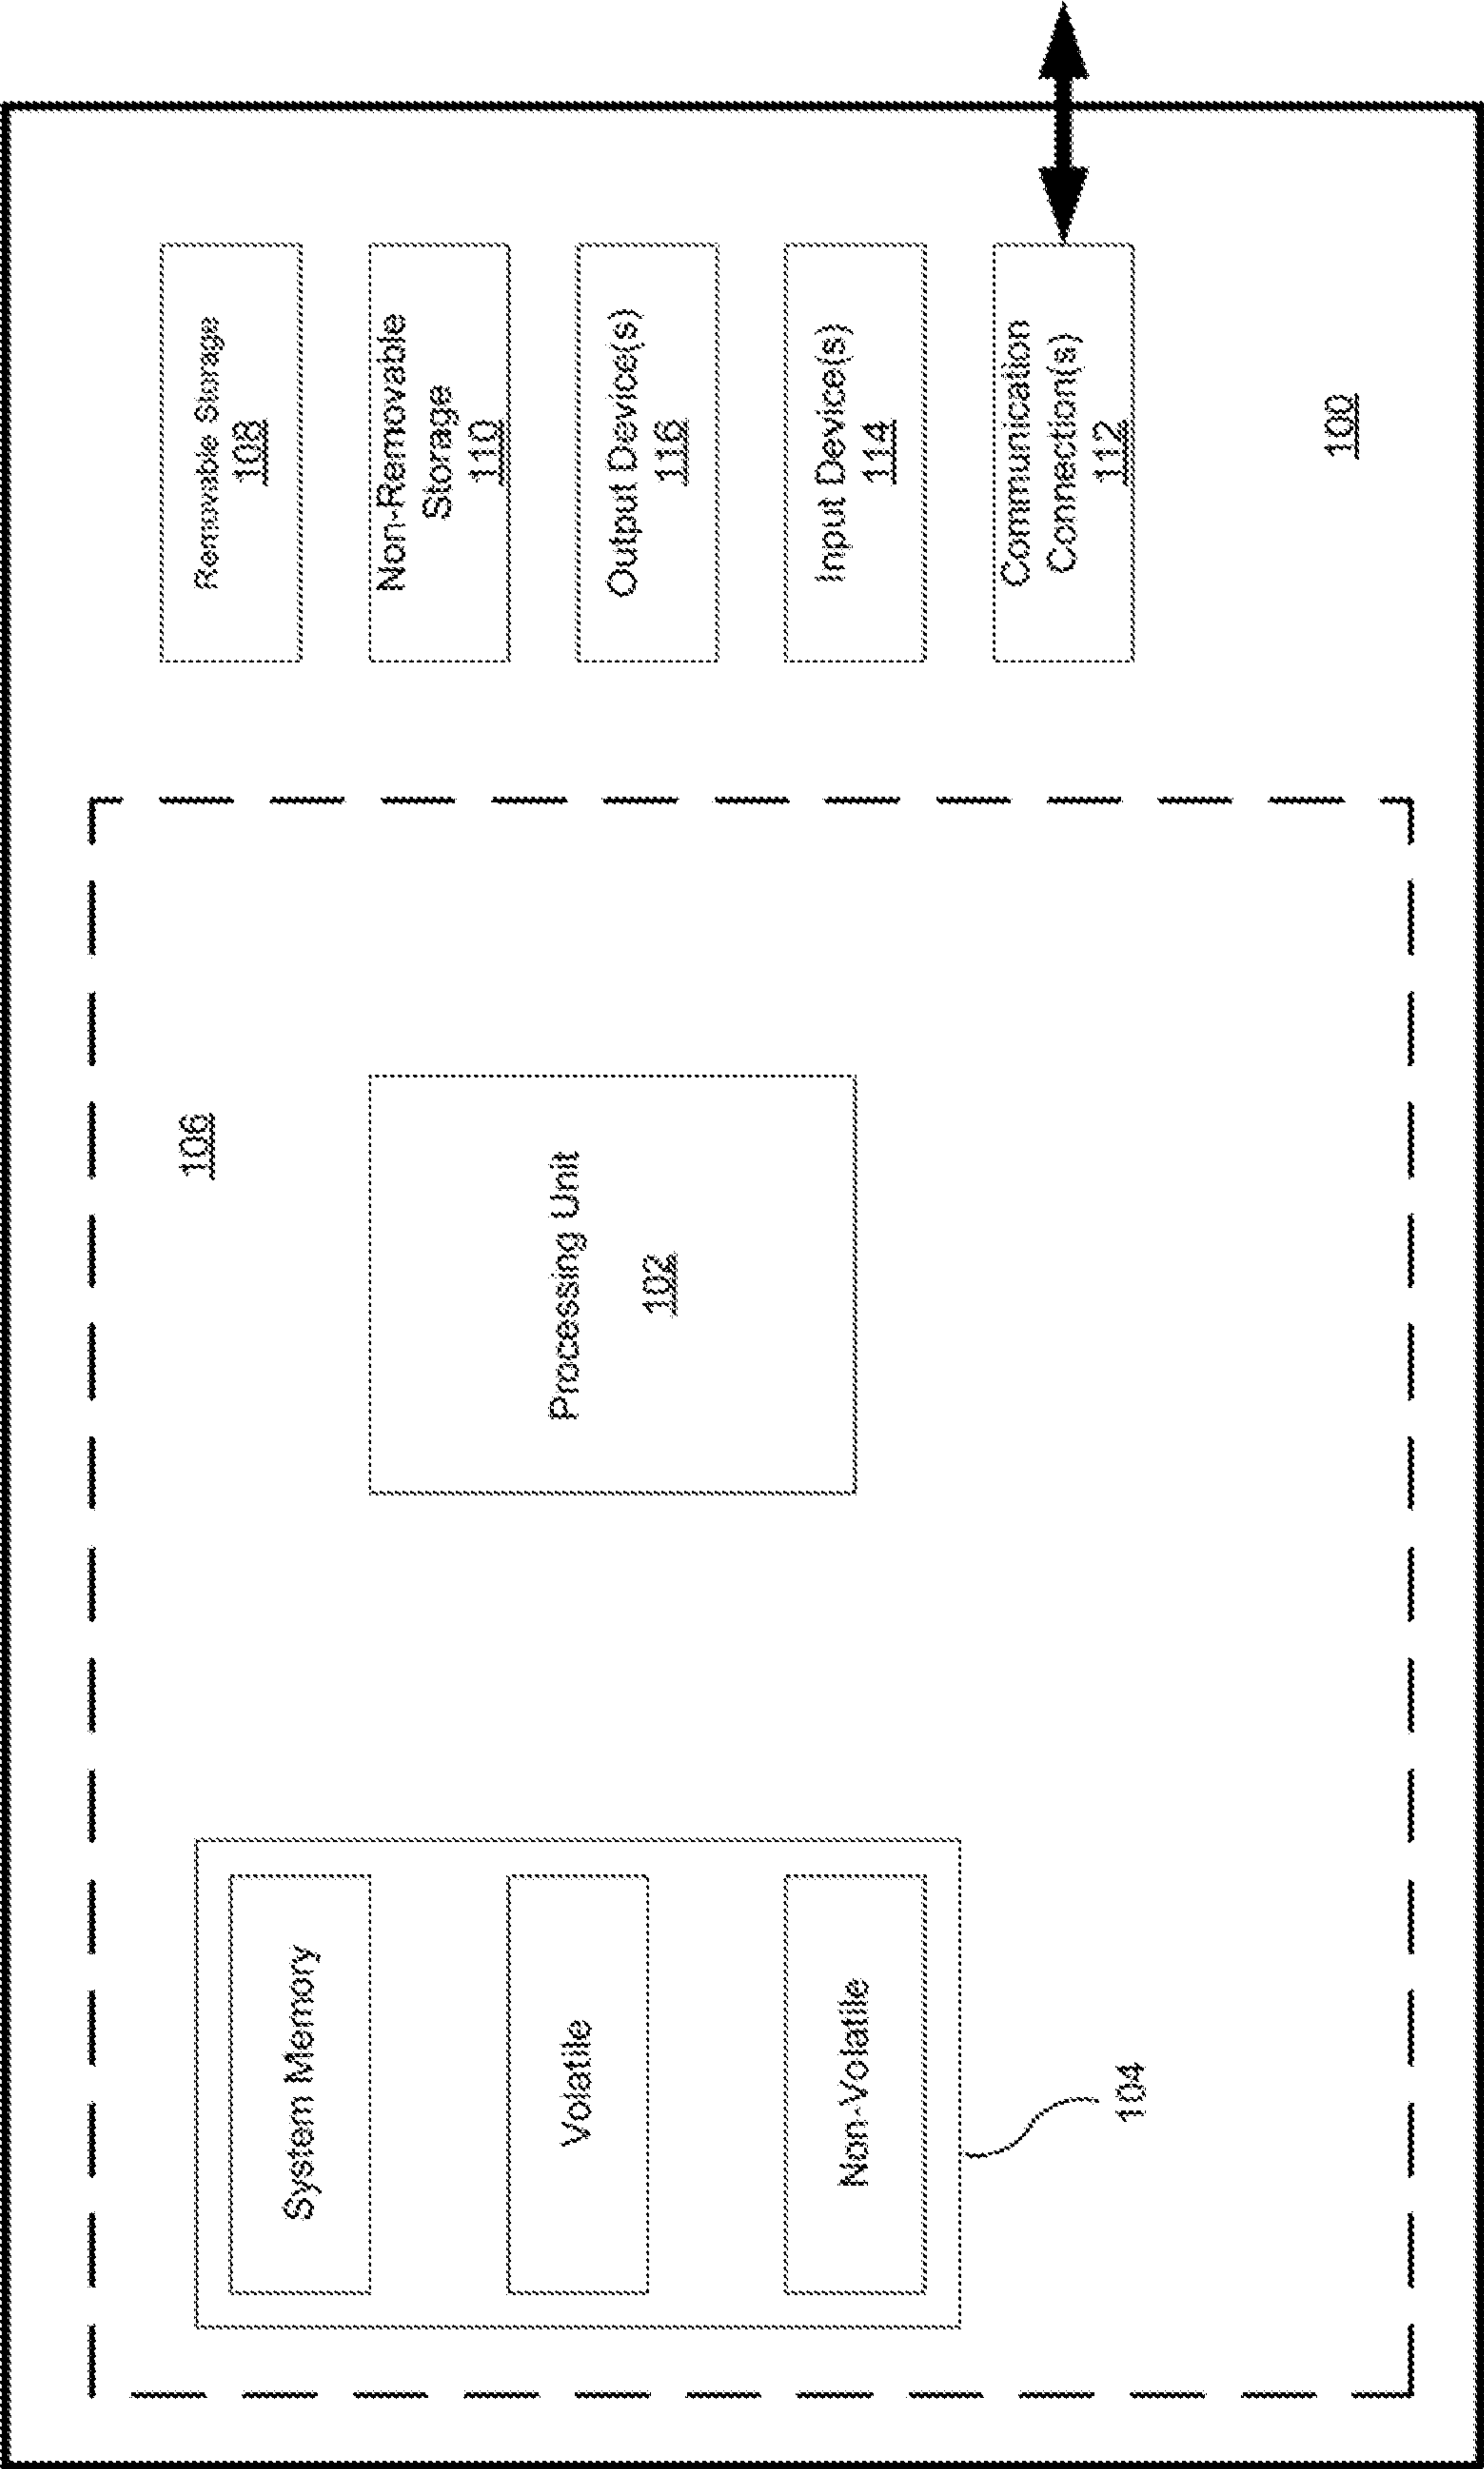 System Memory
Volatile
Non-Volatile
104
106
Processing Unit
102
Removable Storage
108
Non-Removable
Storage
110
Output Device(s)
116
Input Device(s)
114
Communication
Connection(s)
112
100